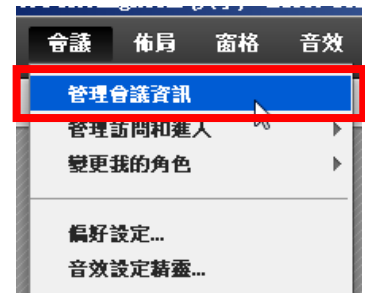 會議 佈局 窗格 音效
管理會議資訊
管理訪問和進入
變更我的角色
偏好設定...
音效設定精靈...